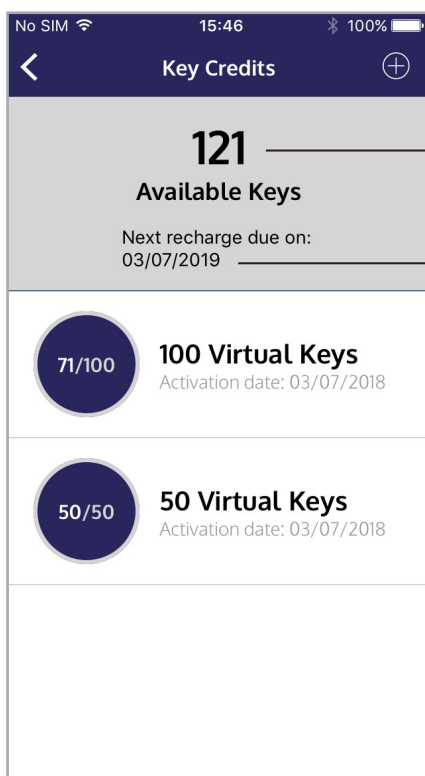 No SIM 15:46 100%
Key Credits
121
Available Keys
Next recharge due on:
03/07/2019
71/100
100 Virtual Keys
Activation date: 03/07/2018
50/50
50 Virtual Keys
Activation date: 03/07/2018